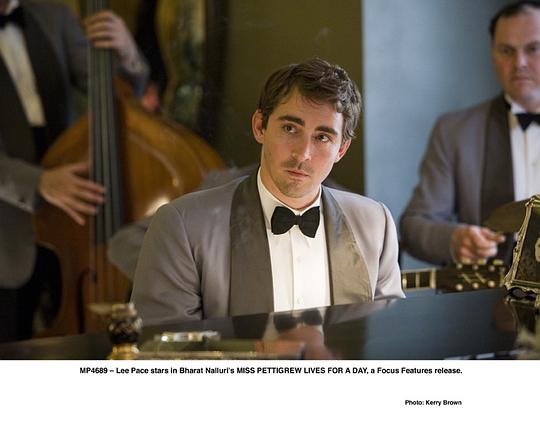 MP4689 – Lee Pace stars in Bharat Nalluri's MISS PETTIGREW LIVES FOR A DAY, a Focus Features release.
Photo: Kerry Brown